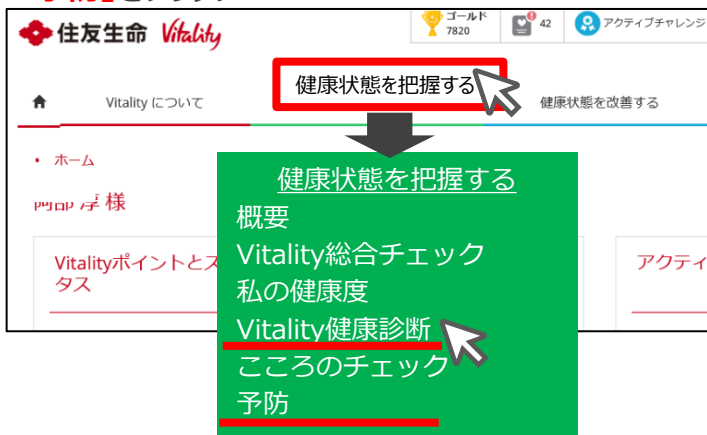 住友生命 Vitality
ゴールド
7820
42
アクティブチャレンジ
Vitality について
健康状態を把握する
健康状態を改善する
• ホーム
様
Vitalityポイントとス
タス
アクティ
健康状態を把握する
概要
Vitality総合チェック
私の健康度
Vitality健康診断
こころのチェック
予防